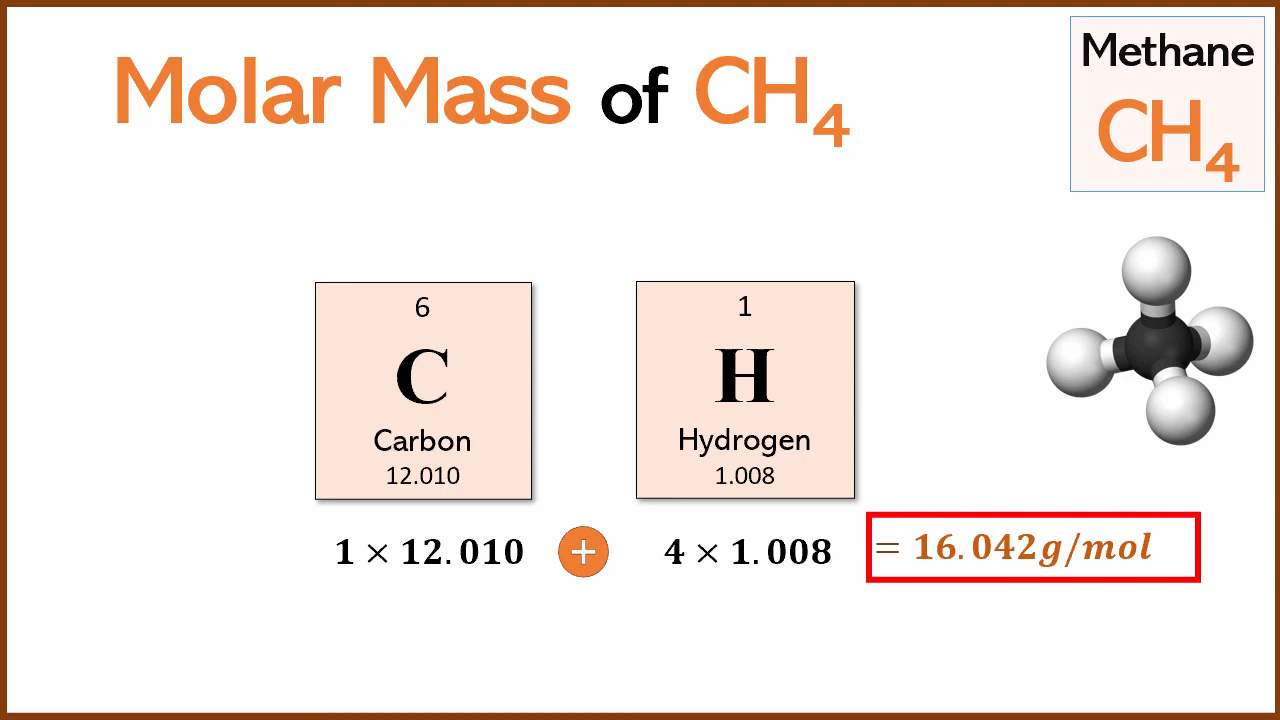 Molar Mass of CH₄
Methane
CH₄
6
C
Carbon
12.010
1
H
Hydrogen
1.008
1 × 12.010 + 4 × 1.008 = 16.042g/mol